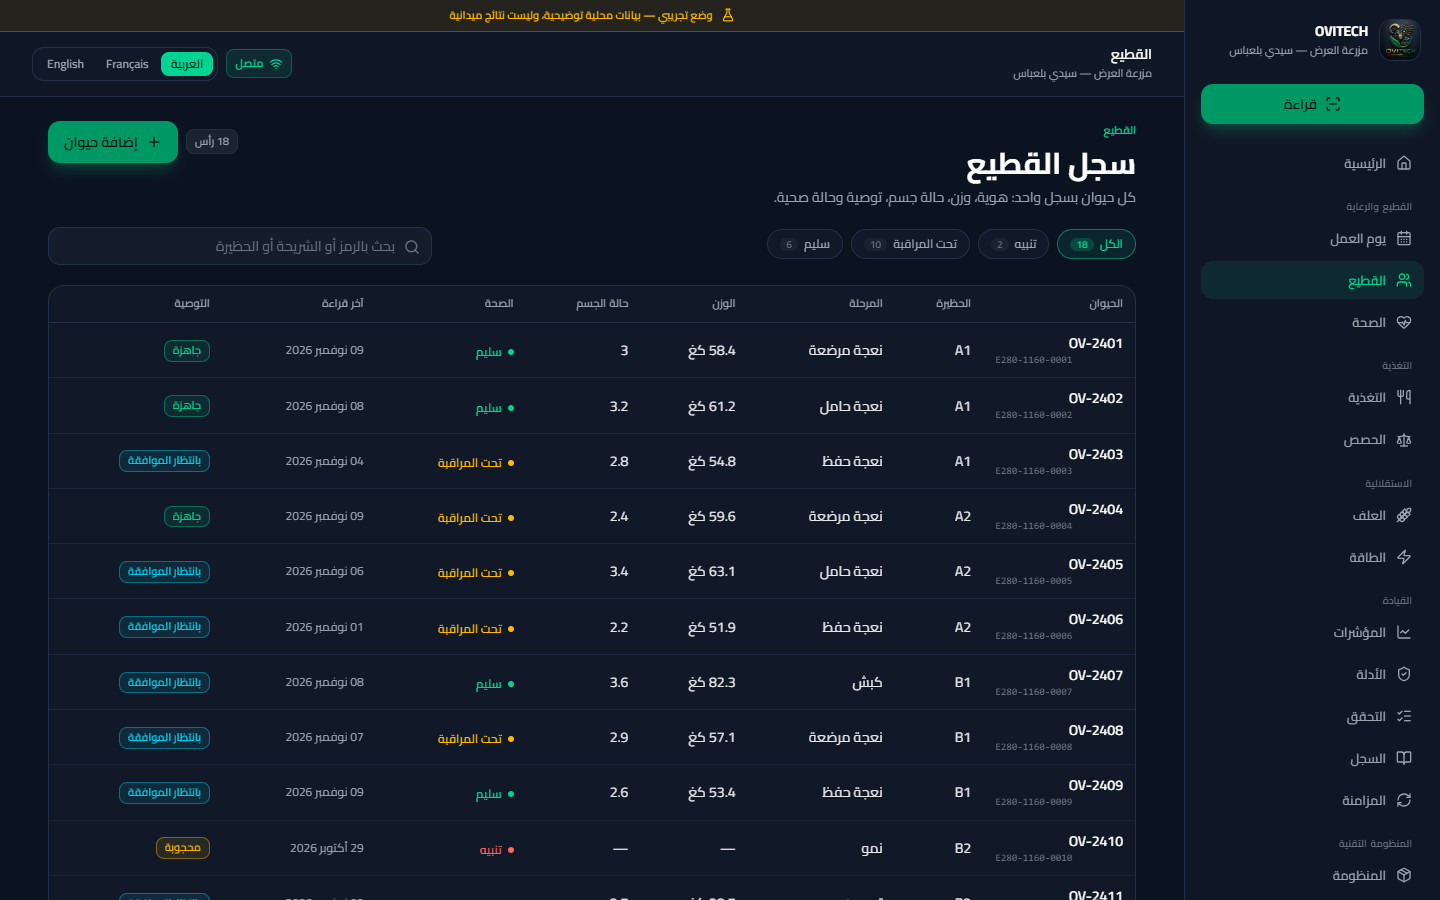 وضع تجريبي — بيانات محلية توضيحية، وليست نتائج ميدانية
OVITECH
مزرعة العرض — سيدي بلعباس
قراءة
الرئيسية
القطيع والرعاية
يوم العمل
القطيع
الصحة
التغذية
التغذية
الحصص
الاستقلالية
العلف
الطاقة
القيادة
المؤشرات
الأدلة
التحقق
السجل
المزامنة
المنظومة التقنية
المنظومة
القطيع
مزرعة العرض — سيدي بلعباس
متصل
العربية Français English
القطيع
سجل القطيع
كل حيوان بسجل واحد: هوية، وزن، حالة جسم، توصية وحالة صحية.
18 رأس
إضافة حيوان
الكل 18 تنبيه 2 تحت المراقبة 10 سليم 6
بحث بالرمز أو الشريحة أو الحظيرة
الحيوان الحظيرة المرحلة الوزن حالة الجسم الصحة آخر قراءة التوصية
OV-2401 A1 نعجة مرضعة 58.4 كغ 3 سليم 09 نوفمبر 2026 جاهزة
E280-1160-0001
OV-2402 A1 نعجة حامل 61.2 كغ 3.2 سليم 08 نوفمبر 2026 جاهزة
E280-1160-0002
OV-2403 A1 نعجة حفظ 54.8 كغ 2.8 تحت المراقبة 04 نوفمبر 2026 بانتظار الموافقة
E280-1160-0003
OV-2404 A2 نعجة مرضعة 59.6 كغ 2.4 تحت المراقبة 09 نوفمبر 2026 جاهزة
E280-1160-0004
OV-2405 A2 نعجة حامل 63.1 كغ 3.4 تحت المراقبة 06 نوفمبر 2026 بانتظار الموافقة
E280-1160-0005
OV-2406 A2 نعجة حفظ 51.9 كغ 2.2 تحت المراقبة 01 نوفمبر 2026 بانتظار الموافقة
E280-1160-0006
OV-2407 B1 كبش 82.3 كغ 3.6 سليم 08 نوفمبر 2026 بانتظار الموافقة
E280-1160-0007
OV-2408 B1 نعجة مرضعة 57.1 كغ 2.9 تحت المراقبة 07 نوفمبر 2026 بانتظار الموافقة
E280-1160-0008
OV-2409 B1 نعجة حفظ 53.4 كغ 2.6 سليم 09 نوفمبر 2026 بانتظار الموافقة
E280-1160-0009
OV-2410 B2 نمو — — تنبيه 29 أكتوبر 2026 محجوبة
E280-1160-0010
OV-2411